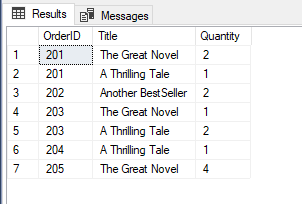 Results Messages
OrderID Title Quantity
1 201 The Great Novel 2
2 201 A Thrilling Tale 1
3 202 Another BestSeller 2
4 203 The Great Novel 1
5 203 A Thrilling Tale 2
6 204 A Thrilling Tale 1
7 205 The Great Novel 4